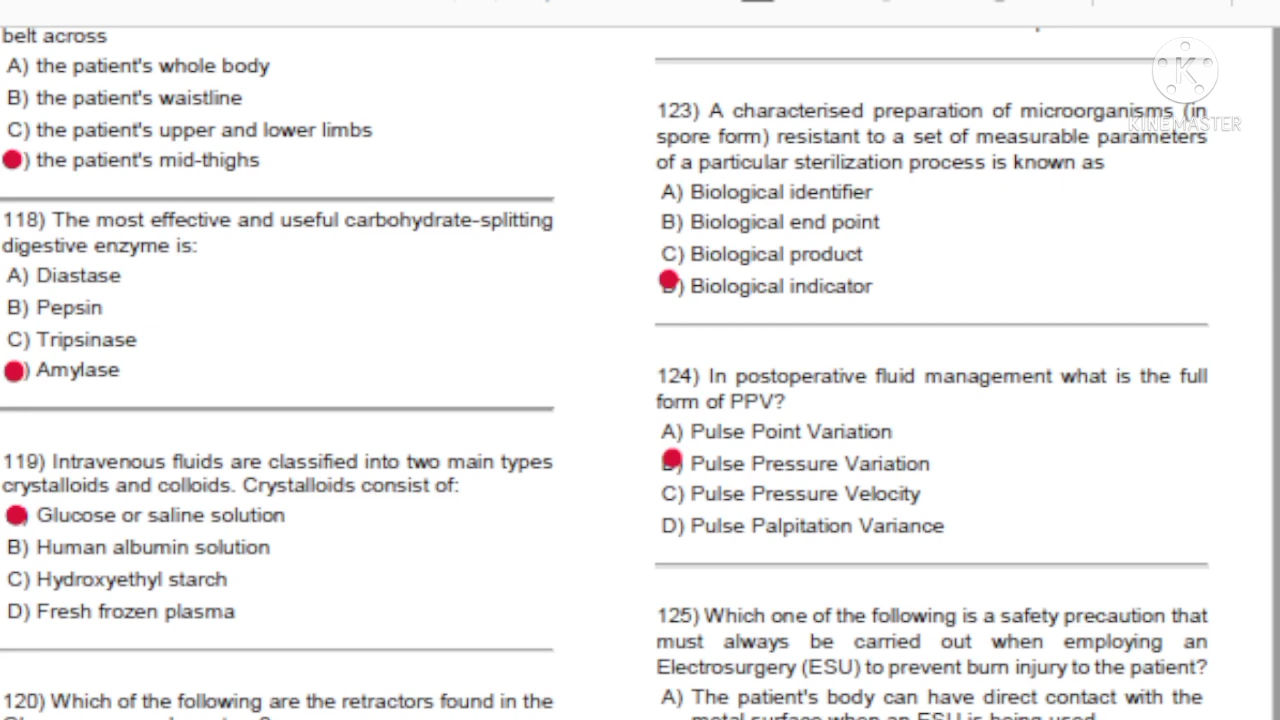 belt across
A) the patient's whole body
B) the patient's waistline
C) the patient's upper and lower limbs
) the patient's mid-thighs
118) The most effective and useful carbohydrate-splitting
digestive enzyme is:
A) Diastase
B) Pepsin
C) Tripsinase
) Amylase
119) Intravenous fluids are classified into two main types
crystalloids and colloids. Crystalloids consist of:
) Glucose or saline solution
B) Human albumin solution
C) Hydroxyethyl starch
D) Fresh frozen plasma
120) Which of the following are the retractors found in the
123) A characterised preparation of microorganisms (in
spore form) resistant to a set of measurable parameters
of a particular sterilization process is known as
A) Biological identifier
B) Biological end point
C) Biological product
D) Biological indicator
124) In postoperative fluid management what is the full
form of PPV?
A) Pulse Point Variation
B) Pulse Pressure Variation
C) Pulse Pressure Velocity
D) Pulse Palpitation Variance
125) Which one of the following is a safety precaution that
must always be carried out when employing an
Electrosurgery (ESU) to prevent burn injury to the patient?
A) The patient's body can have direct contact with the
metal surface when an ESU is being used
K
KINEMASTER